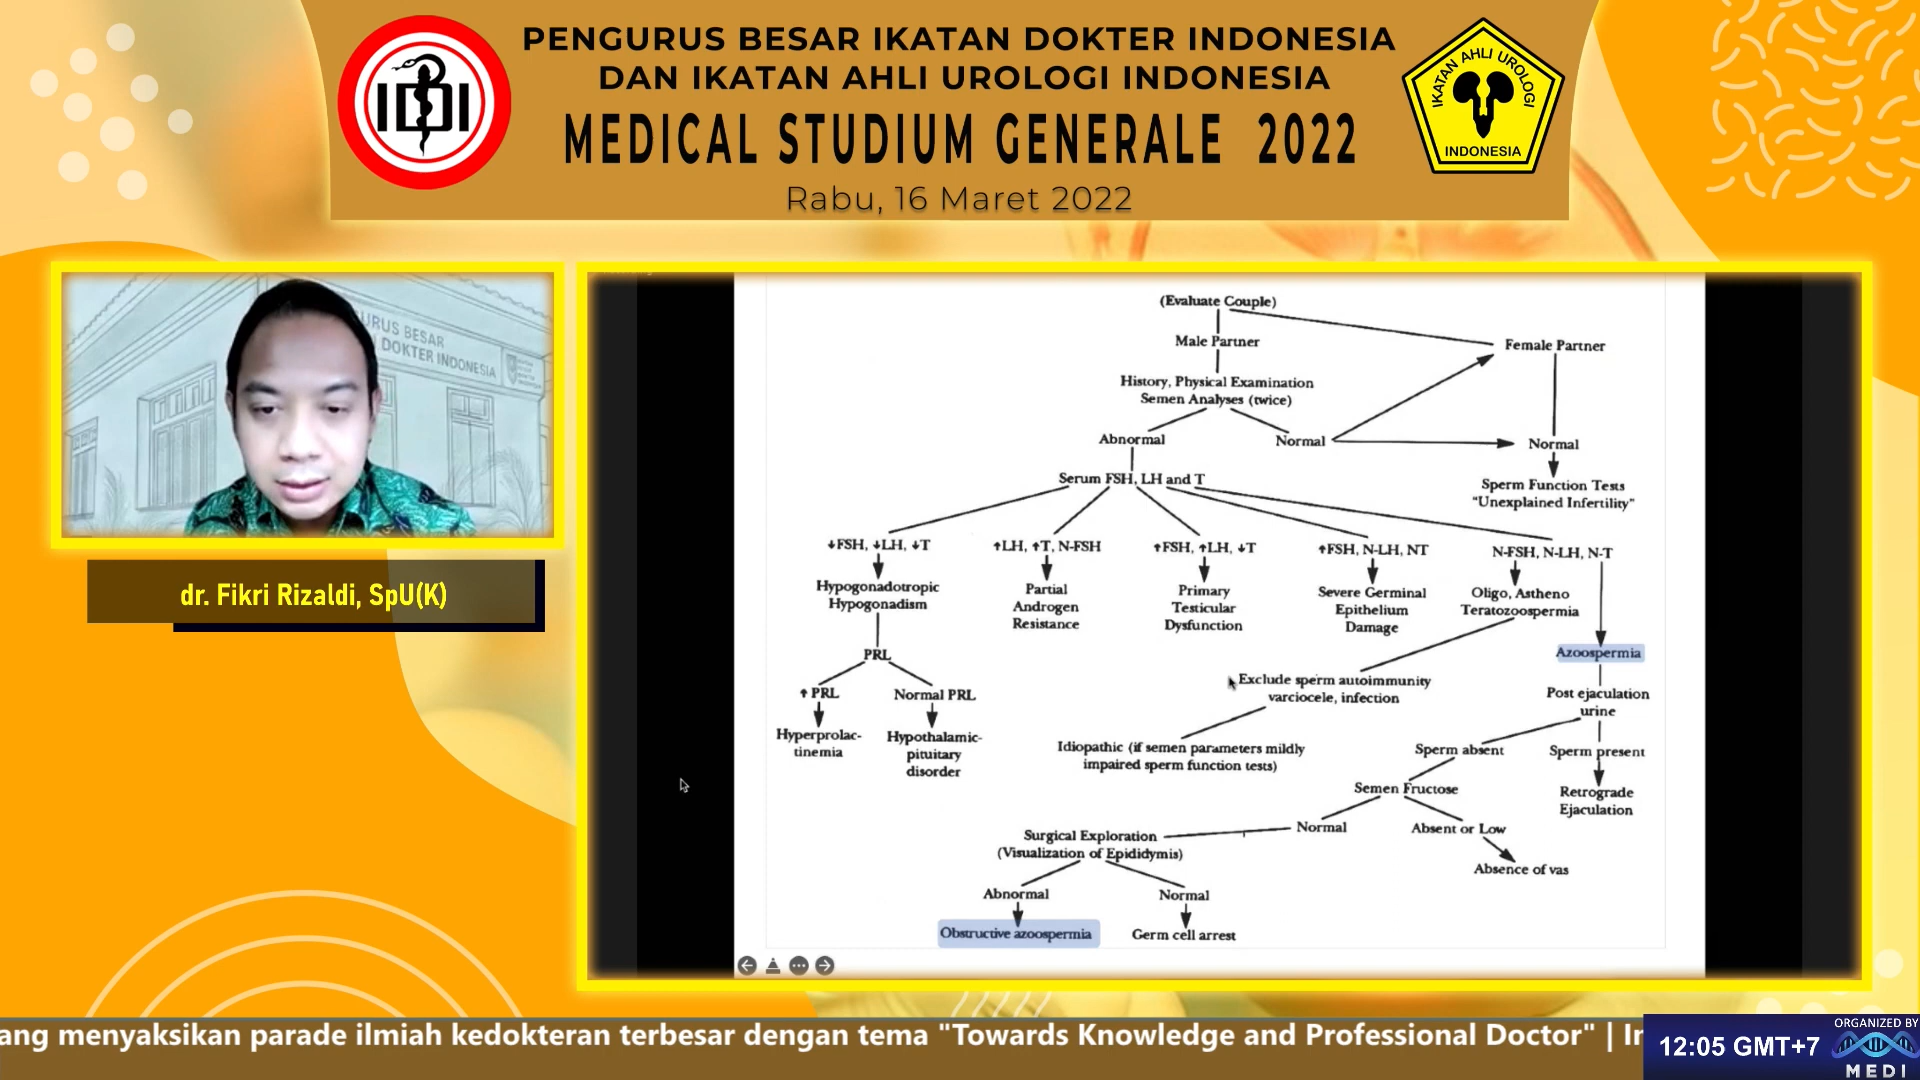 PENGURUS BESAR IKATAN DOKTER INDONESIA
DAN IKATAN AHLI UROLOGI INDONESIA
MEDICAL STUDIUM GENERALE 2022
Rabu, 16 Maret 2022
IDI
IKATAN AHLI UROLOGI
INDONESIA
URUS BESAR
DOKTER INDONESIA
dr. Fikri Rizaldi, SpU(K)
(Evaluate Couple)
Male Partner
Female Partner
History, Physical Examination
Semen Analyses (twice)
Abnormal
Normal
Normal
Serum FSH, LH and T
Sperm Function Tests
"Unexplained Infertility"
↓FSH, ↓LH, ↓T
↑LH, ↑T, N-FSH
↑FSH, ↑LH, ↓T
↑FSH, N-LH, NT
N-FSH, N-LH, N-T
Hypogonadotropic
Hypogonadism
Partial
Androgen
Resistance
Primary
Testicular
Dysfunction
Severe Germinal
Epithelium
Damage
Oligo, Astheno
Teratozoospermia
Azoospermia
PRL
↑ PRL
Normal PRL
Hyperprolac-
tinemia
Hypothalamic-
pituitary
disorder
Exclude sperm autoimmunity
varciocele, infection
Post ejaculation
urine
Idiopathic (if semen parameters mildly
impaired sperm function tests)
Sperm absent
Sperm present
Semen Fructose
Retrograde
Ejaculation
Surgical Exploration
(Visualization of Epididymis)
Normal
Absent or Low
Absence of vas
Abnormal
Normal
Obstructive azoospermia
Germ cell arrest
ang menyaksikan parade ilmiah kedokteran terbesar dengan tema "Towards Knowledge and Professional Doctor" | Ir
12:05 GMT+7
ORGANIZED BY
MEDI